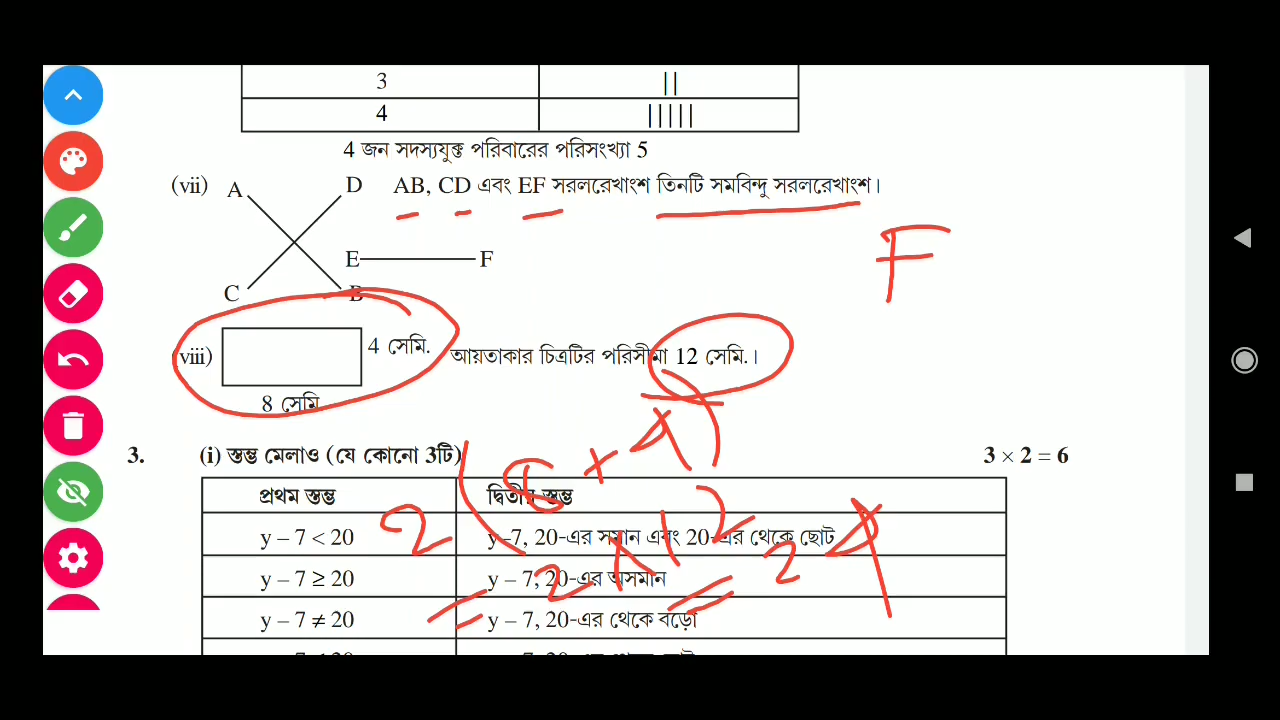 3 ||
4 |||||
4 জন সদস্যযুক্ত পরিবারের পরিসংখ্যা 5
(vii) A D AB, CD এবং EF সরলরেখাংশ তিনটি সমবিন্দু সরলরেখাংশ।
F
E F
C B
(viii) 4 সেমি. আয়তাকার চিত্রটির পরিসীমা 12 সেমি.।
8 সেমি
3. (i) স্তম্ভ মেলাও (যে কোনো 3টি) 3 × 2 = 6
প্রথম স্তম্ভ দ্বিতীয় স্তম্ভ
2 (8 + 4)
y – 7 < 20 y –7, 20-এর সমান এবং 20-এর থেকে ছোট
= 2 × 12 = 24
y – 7 ≥ 20 y – 7, 20-এর অসমান
y – 7 ≠ 20 y – 7, 20-এর থেকে বড়ো